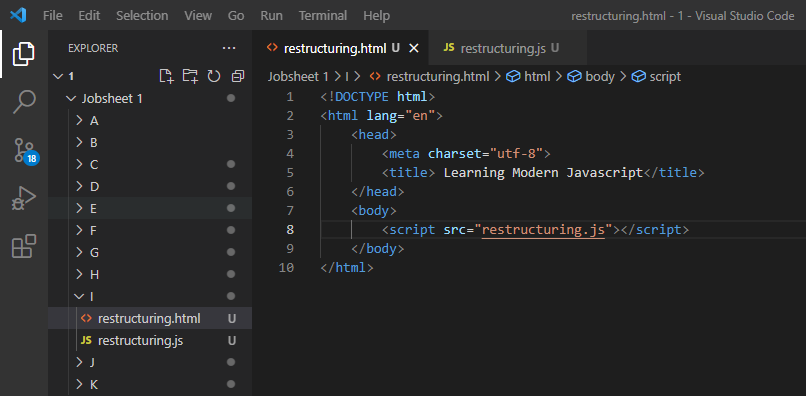 File Edit Selection View Go Run Terminal Help restructuring.html - 1 - Visual Studio Code
EXPLORER
restructuring.html U
JS restructuring.js U
1
Jobsheet 1 > I > restructuring.html > html > body > script
Jobsheet 1
A
B
C
D
E
F
G
H
I
restructuring.html U
JS restructuring.js U
J
K
18
1 <!DOCTYPE html>
2 <html lang="en">
3 <head>
4 <meta charset="utf-8">
5 <title> Learning Modern Javascript</title>
6 </head>
7 <body>
8 <script src="restructuring.js"></script>
9 </body>
10 </html>